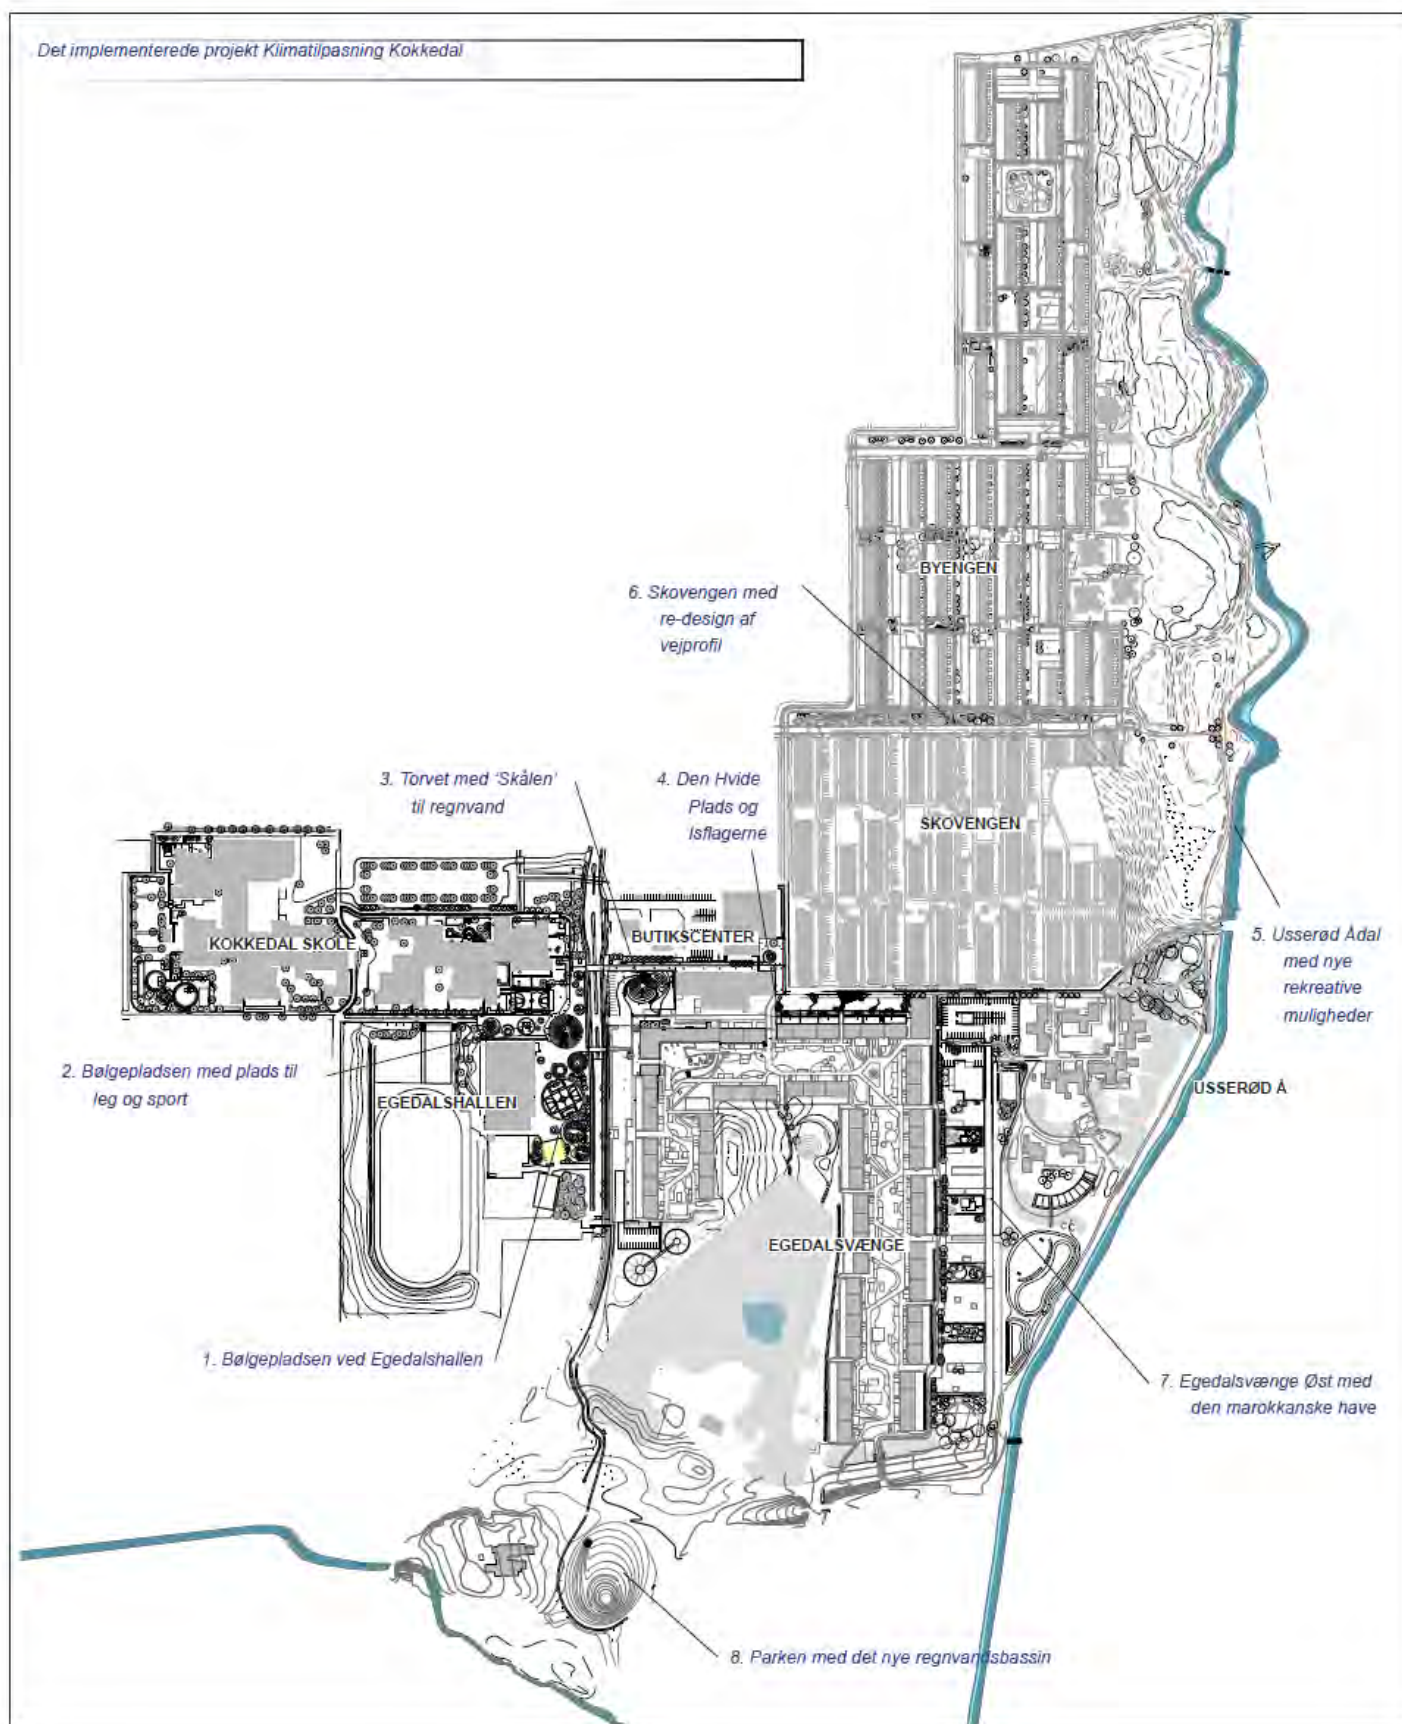 Det implementerede projekt Klimatilpasning Kokkedal
BYENGEN
6. Skovengen med
re-design af
vejprofil
3. Torvet med 'Skålen'
til regnvand
4. Den Hvide
Plads og
Isflagerne
SKOVENGEN
KOKKEDAL SKOLE
BUTIKSCENTER
5. Usserød Ådal
med nye
rekreative
muligheder
2. Bølgepladsen med plads til
leg og sport
EGEDALSHALLEN
USSERØD Å
EGEDALSVÆNGE
1. Bølgepladsen ved Egedalshallen
7. Egedalsvænge Øst med
den marokkanske have
8. Parken med det nye regnvandsbassin